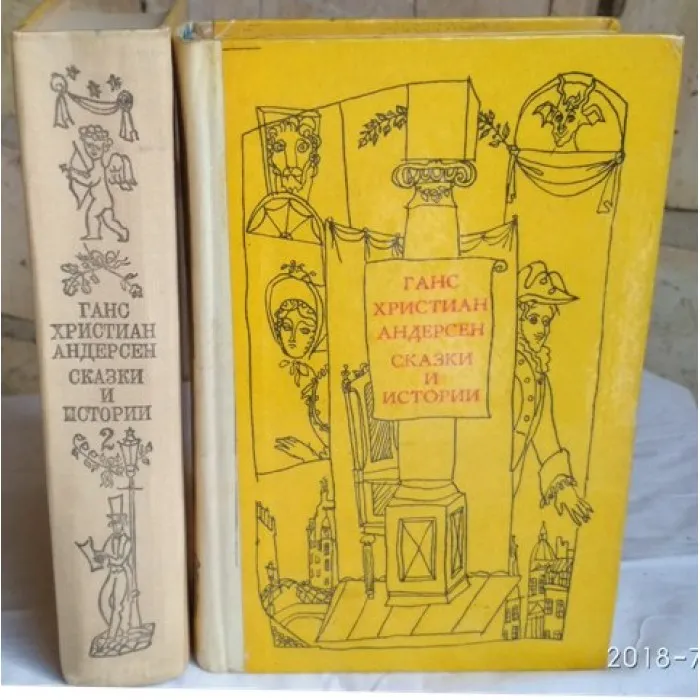 ГАНС
ХРИСТИАН
АНДЕРСЕН
СКАЗКИ
И
ИСТОРИИ
2
ГАНС
ХРИСТИАН
АНДЕРСЕН
СКАЗКИ
И
ИСТОРИИ
2018-7